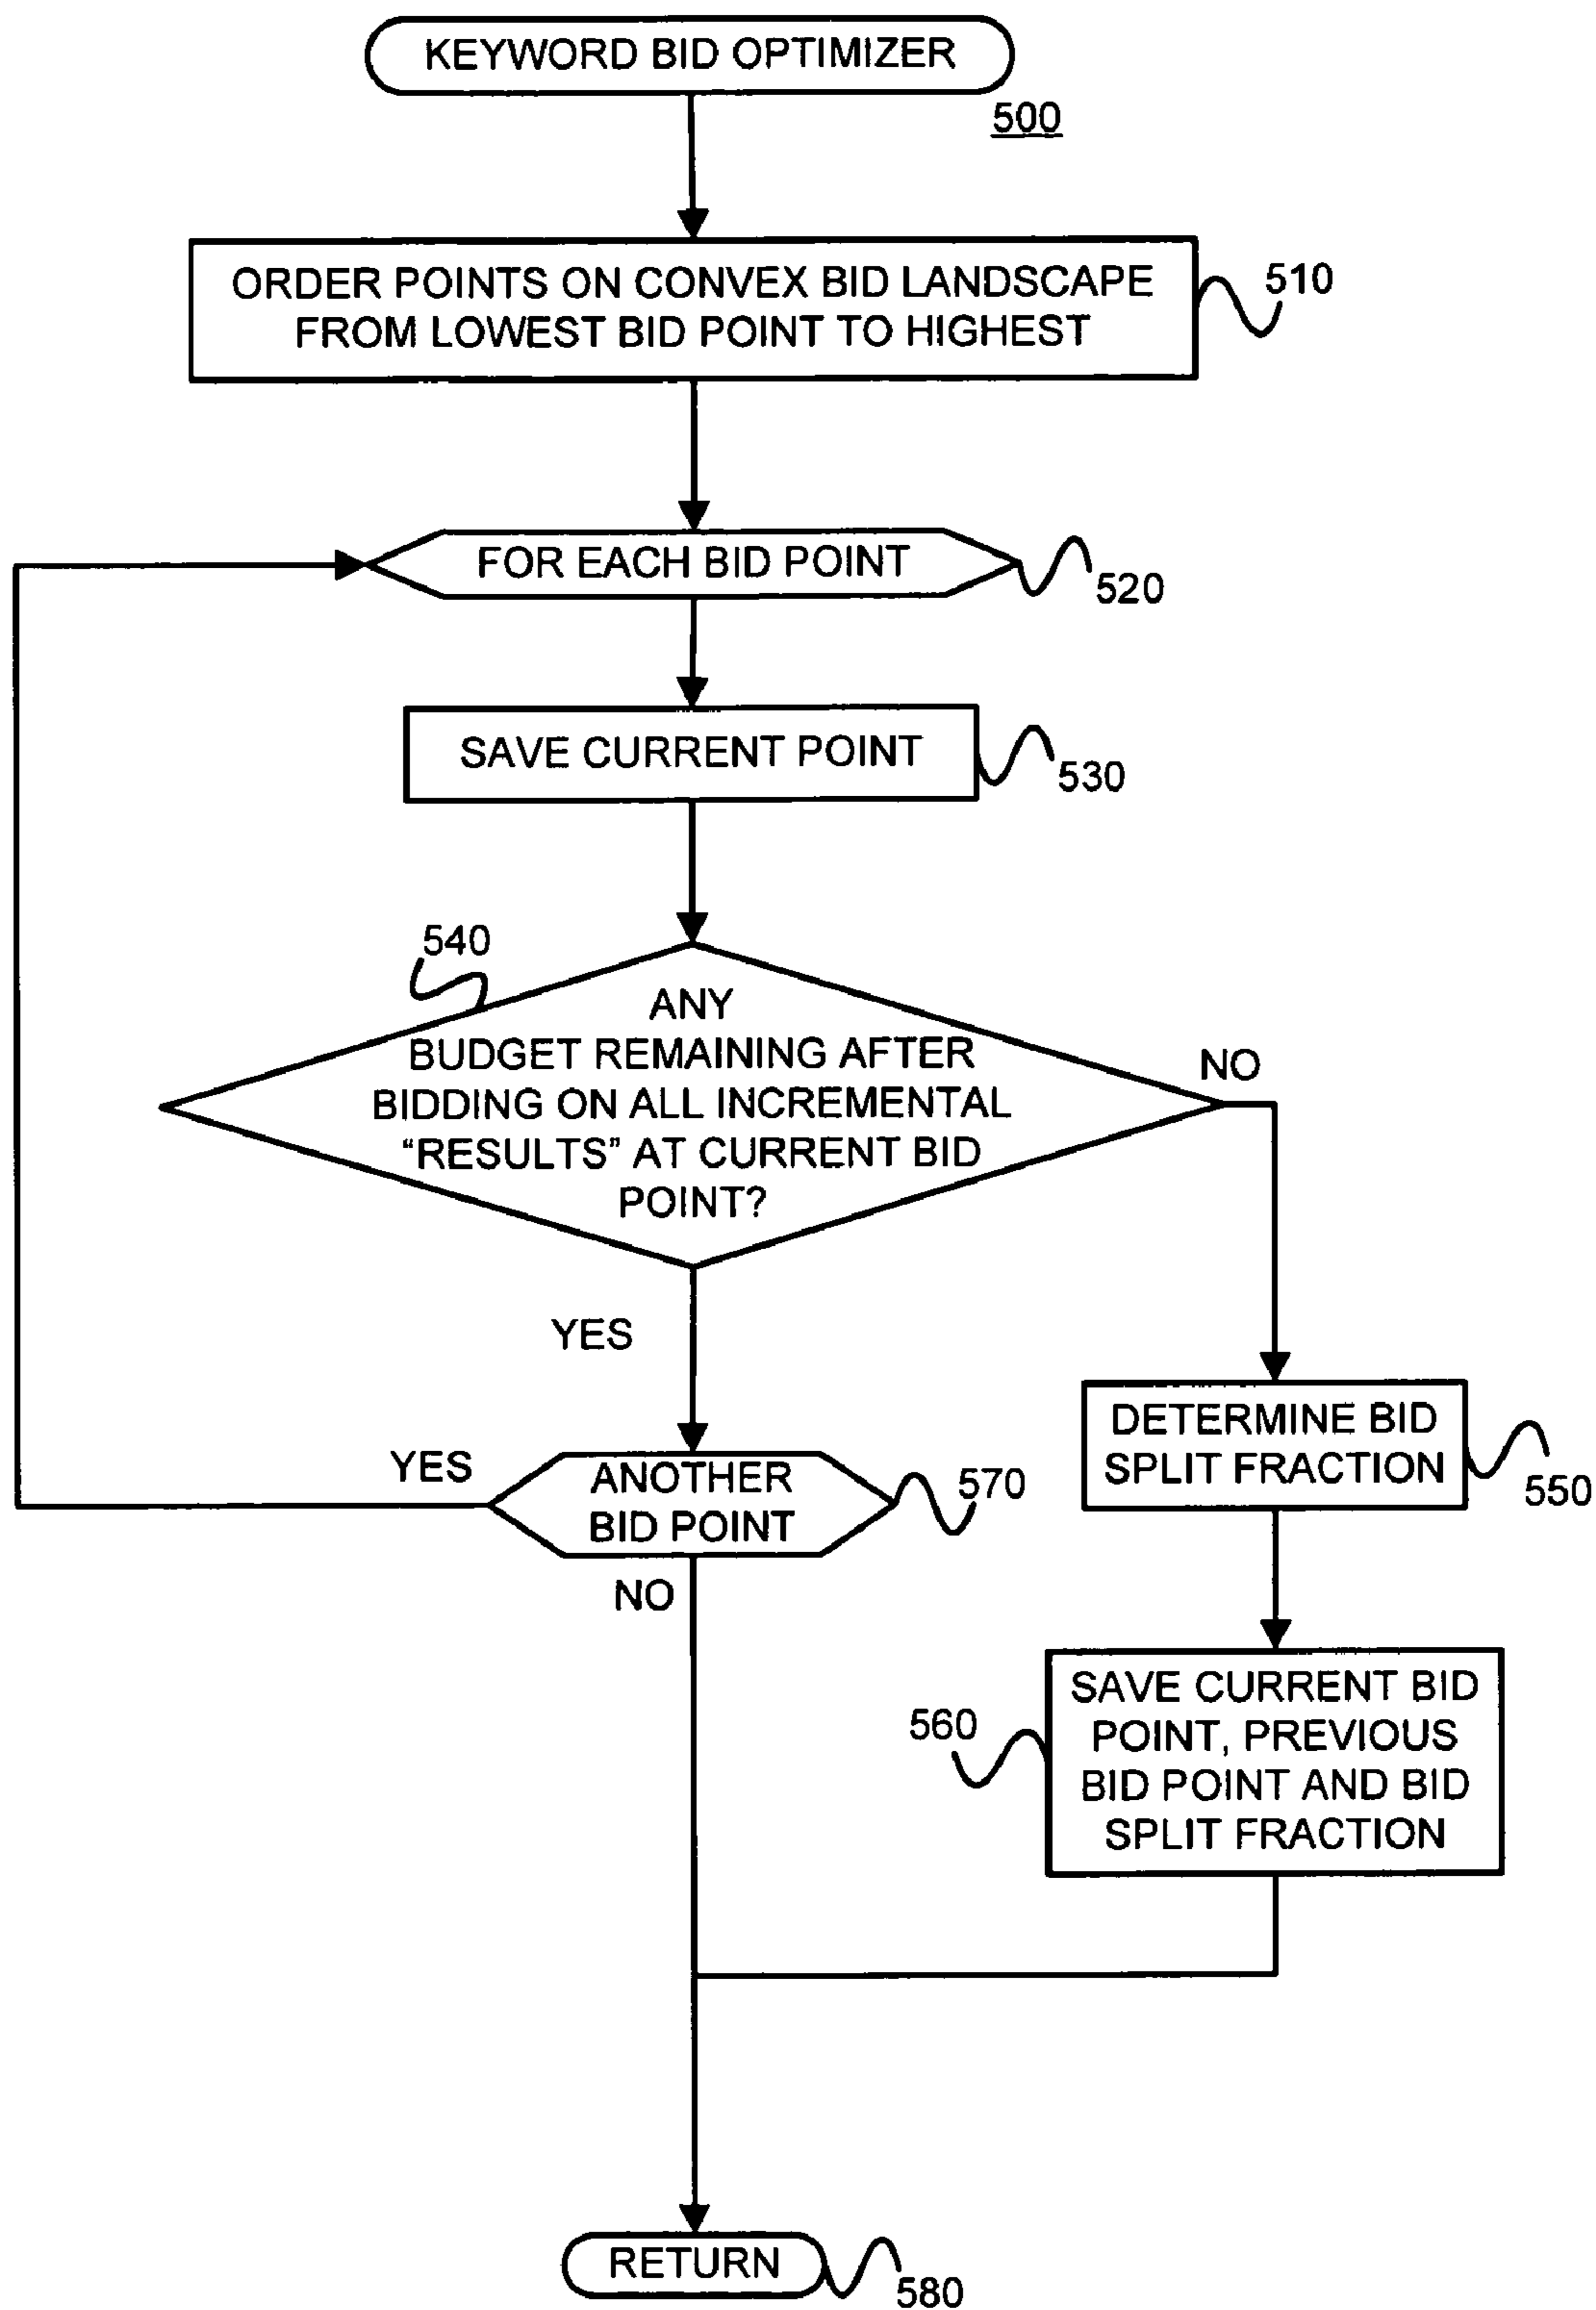 KEYWORD BID OPTIMIZER
500
ORDER POINTS ON CONVEX BID LANDSCAPE
FROM LOWEST BID POINT TO HIGHEST
510
FOR EACH BID POINT
520
SAVE CURRENT POINT
530
540
ANY
BUDGET REMAINING AFTER
BIDDING ON ALL INCREMENTAL
“RESULTS” AT CURRENT BID
POINT?
NO
YES
DETERMINE BID
SPLIT FRACTION
550
YES
ANOTHER
BID POINT
570
NO
SAVE CURRENT BID
POINT, PREVIOUS
BID POINT AND BID
SPLIT FRACTION
560
RETURN
580